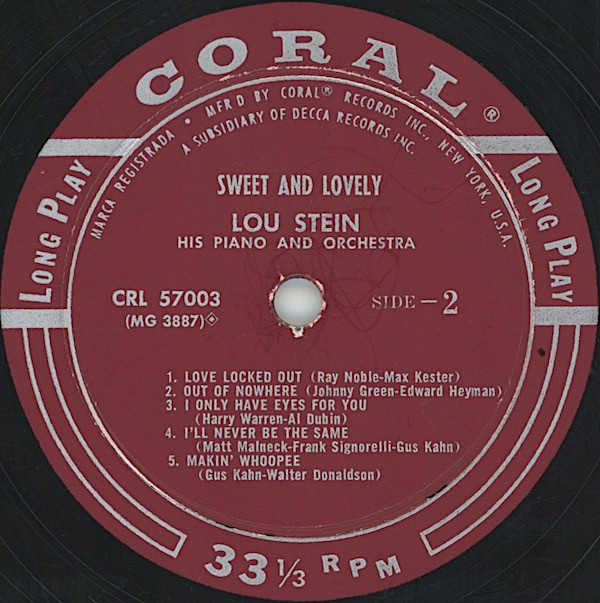 CORAL®
MARCA REGISTRADA • MFR'D BY CORAL® RECORDS INC., NEW YORK, U.S.A.
A SUBSIDIARY OF DECCA RECORDS INC.
LONG PLAY
LONG PLAY
SWEET AND LOVELY
LOU STEIN
HIS PIANO AND ORCHESTRA
CRL 57003
SIDE - 2
(MG 3887)
1. LOVE LOCKED OUT (Ray Noble-Max Kester)
2. OUT OF NOWHERE (Johnny Green-Edward Heyman)
3. I ONLY HAVE EYES FOR YOU
(Harry Warren-Al Dubin)
4. I'LL NEVER BE THE SAME
(Matt Malneck-Frank Signorelli-Gus Kahn)
5. MAKIN' WHOOPEE
(Gus Kahn-Walter Donaldson)
33 1/3 RPM